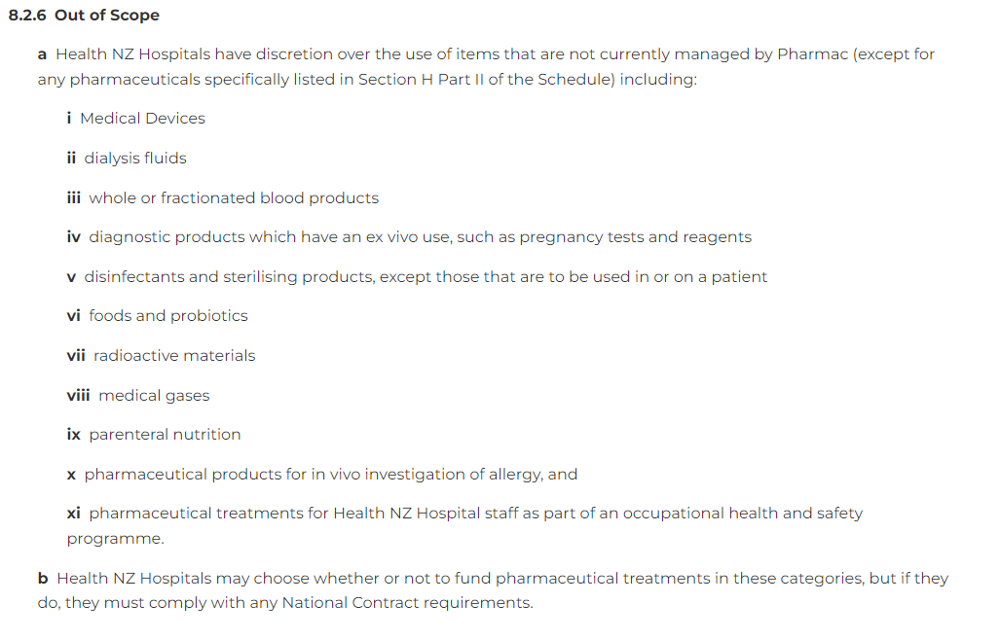 8.2.6 Out of Scope
a Health NZ Hospitals have discretion over the use of items that are not currently managed by Pharmac (except for
any pharmaceuticals specifically listed in Section H Part II of the Schedule) including:
i Medical Devices
ii dialysis fluids
iii whole or fractionated blood products
iv diagnostic products which have an ex vivo use, such as pregnancy tests and reagents
v disinfectants and sterilising products, except those that are to be used in or on a patient
vi foods and probiotics
vii radioactive materials
viii medical gases
ix parenteral nutrition
x pharmaceutical products for in vivo investigation of allergy, and
xi pharmaceutical treatments for Health NZ Hospital staff as part of an occupational health and safety
programme.
b Health NZ Hospitals may choose whether or not to fund pharmaceutical treatments in these categories, but if they
do, they must comply with any National Contract requirements.